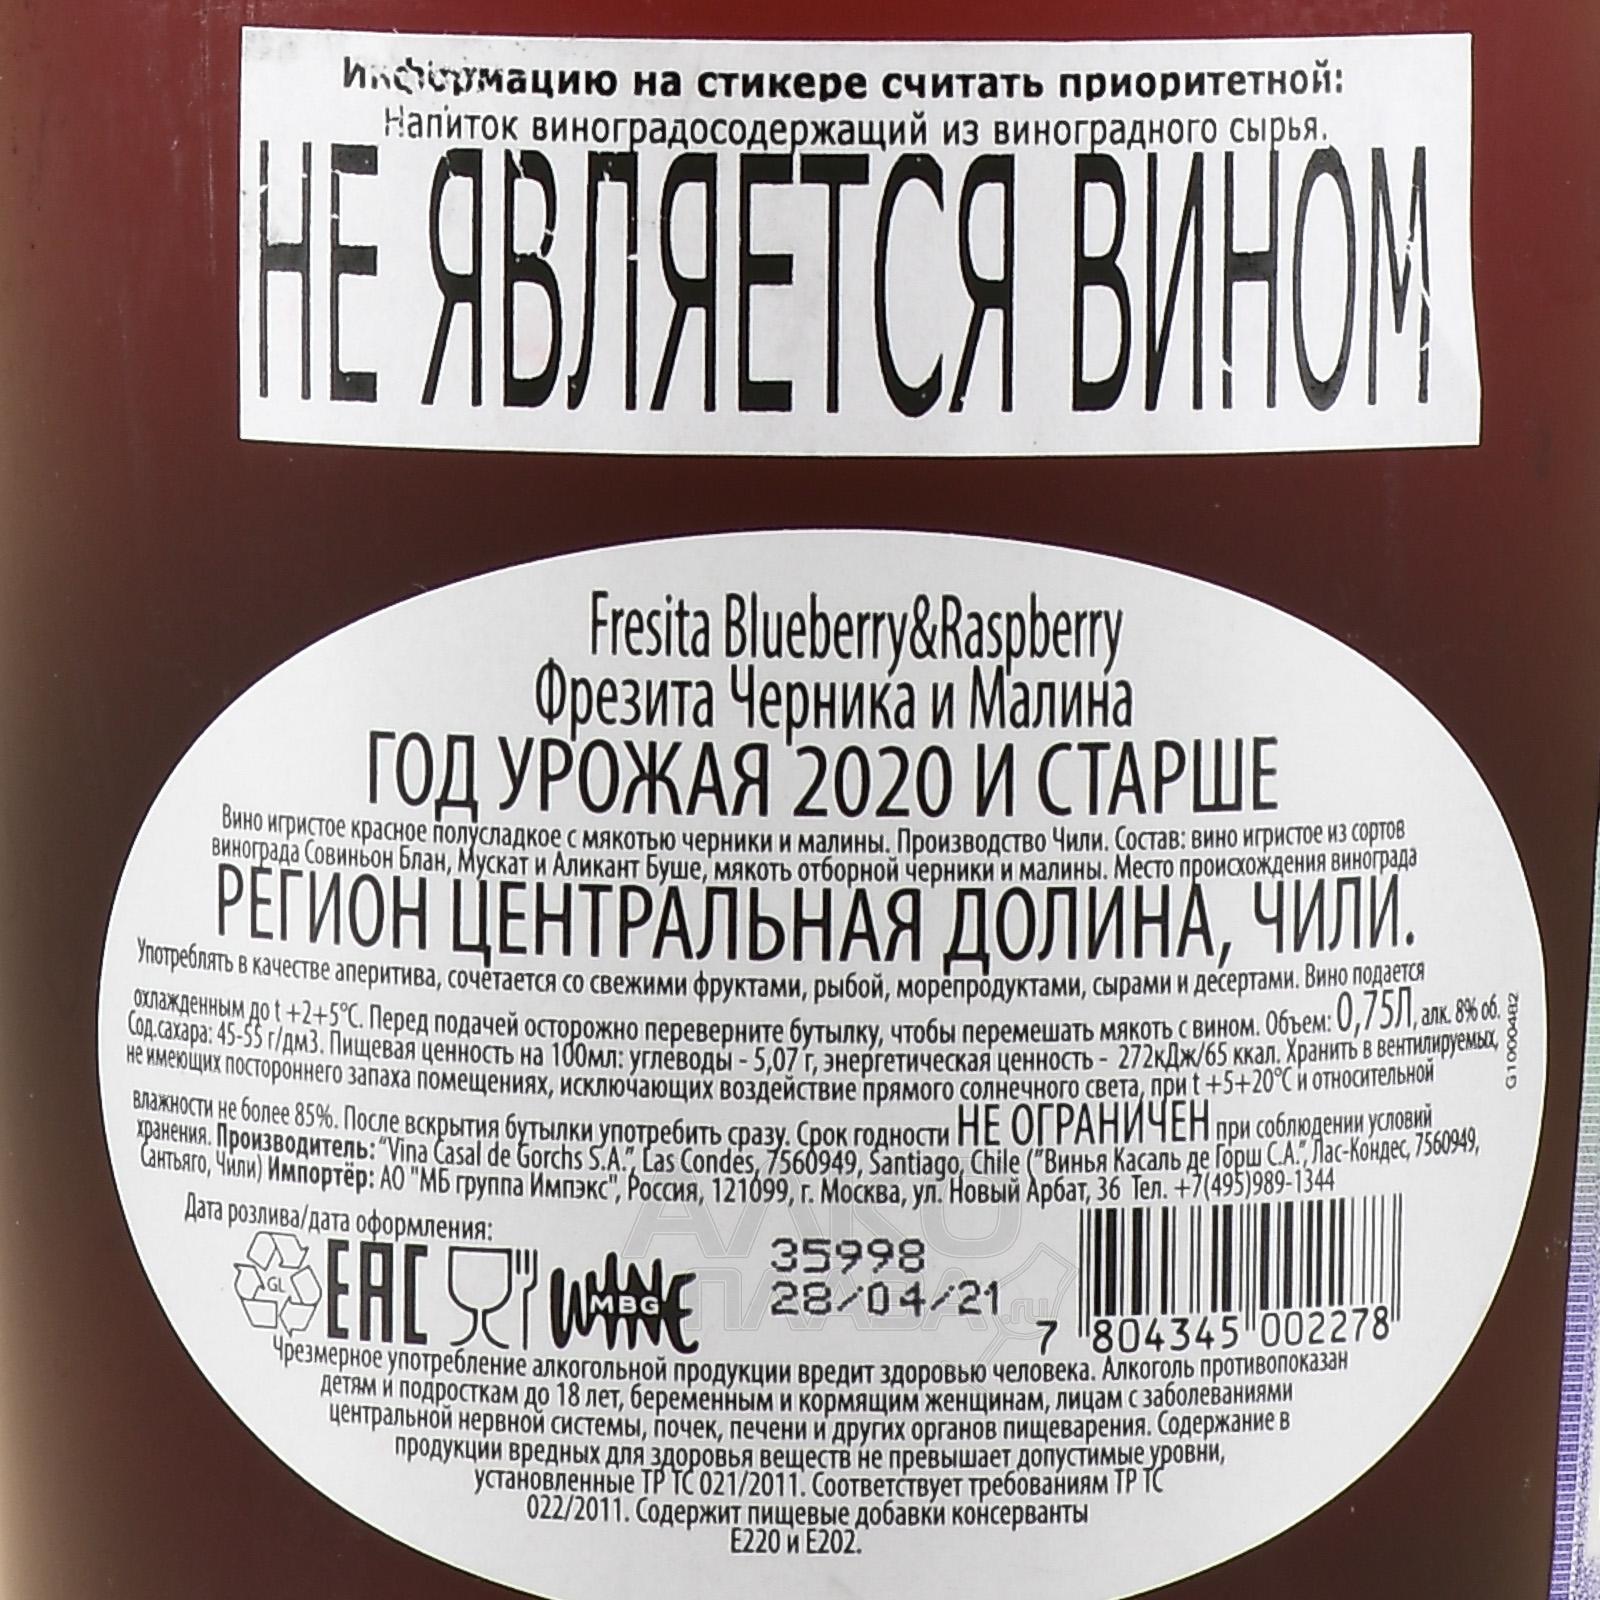 Информацию на стикере считать приоритетной:
Напиток виноградосодержащий из виноградного сырья.
НЕ ЯВЛЯЕТСЯ ВИНОМ
Fresita Blueberry&Raspberry
Фрезита Черника и Малина
ГОД УРОЖАЯ 2020 И СТАРШЕ
Вино игристое красное полусладкое с мякотью черники и малины. Производство Чили. Состав: вино игристое из сортов
винограда Совиньон Блан, Мускат и Аликант Буше, мякоть отборной черники и малины. Место происхождения винограда
РЕГИОН ЦЕНТРАЛЬНАЯ ДОЛИНА, ЧИЛИ.
Употреблять в качестве аперитива, сочетается со свежими фруктами, рыбой, морепродуктами, сырами и десертами. Вино подается
охлажденным до t +2+5°С. Перед подачей осторожно переверните бутылку, чтобы перемешать мякоть с вином. Объем: 0,75Л, алк. 8% об.
Сод.сахара: 45-55 г/дм3. Пищевая ценность на 100мл: углеводы - 5,07 г, энергетическая ценность - 272кДж/65 ккал. Хранить в вентилируемых,
не имеющих постороннего запаха помещениях, исключающих воздействие прямого солнечного света, при t +5+20°С и относительной
влажности не более 85%. После вскрытия бутылки употребить сразу. Срок годности НЕ ОГРАНИЧЕН при соблюдении условий
хранения. Производитель: "Vina Casal de Gorchs S.A.", Las Condes, 7560949, Santiago, Chile ("Винья Касаль де Горш С.А.", Лас-Кондес, 7560949,
Сантьяго, Чили) Импортёр: АО "МБ группа Импэкс", Россия, 121099, г. Москва, ул. Новый Арбат, 36 Тел. +7(495)989-1344
G1000482
Дата розлива/дата оформления:
GL
EAC
WINE
MBG
WINE
35998
28/04/21
7 804345 002278
АЛКО
ПЛАЗА.ru
Чрезмерное употребление алкогольной продукции вредит здоровью человека. Алкоголь противопоказан
детям и подросткам до 18 лет, беременным и кормящим женщинам, лицам с заболеваниями
центральной нервной системы, почек, печени и других органов пищеварения. Содержание в
продукции вредных для здоровья веществ не превышает допустимые уровни,
установленные ТР ТС 021/2011. Соответствует требованиям ТР ТС
022/2011. Содержит пищевые добавки консерванты
Е220 и Е202.